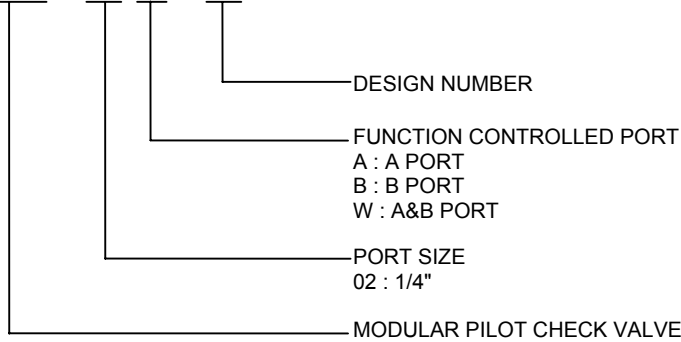 DESIGN NUMBER
FUNCTION CONTROLLED PORT
A : A PORT
B : B PORT
W : A&B PORT
PORT SIZE
02 : 1/4"
MODULAR PILOT CHECK VALVE